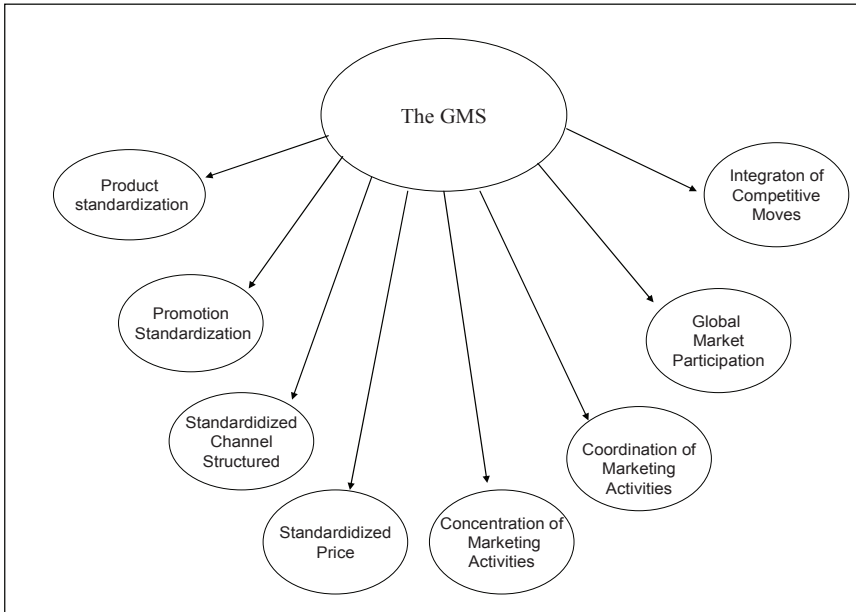 The GMS
Product
standardization
Promotion
Standardization
Standardidized
Channel
Structured
Standardidized
Price
Concentration of
Marketing
Activities
Coordination of
Marketing
Activities
Global
Market
Participation
Integraton of
Competitive
Moves